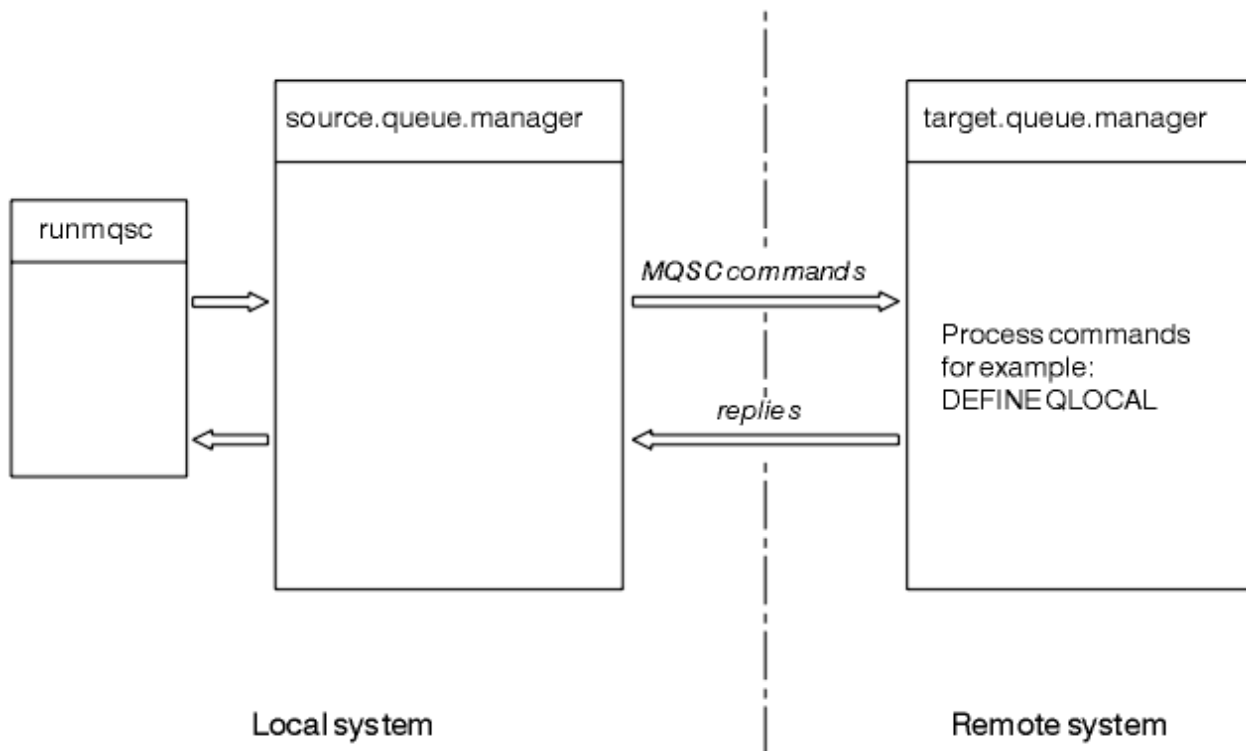 source.queue.manager
target.queue.manager
runmqsc
MQSC commands
Process commands
for example:
DEFINE QLOCAL
replies
Local system
Remote system